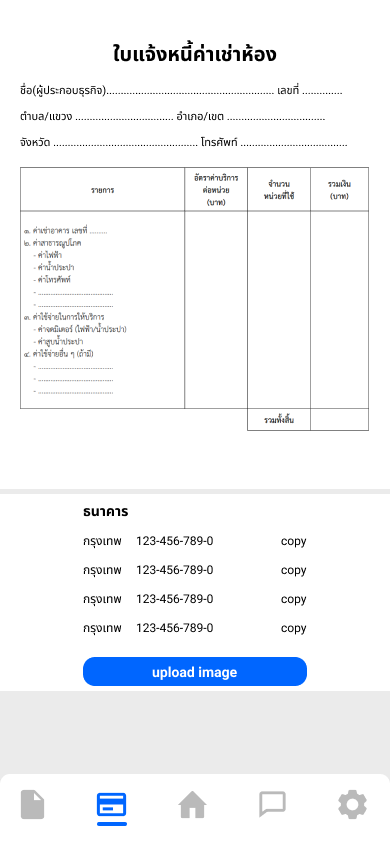 ใบแจ้งหนี้ค่าเช่าห้อง
ชื่อ(ผู้ประกอบธุรกิจ)........................................................ เลขที่ .............
ตำบล/แขวง ................................. อำเภอ/เขต .................................
จังหวัด ................................................ โทรศัพท์ ....................................
รายการ
อัตราค่าบริการ
ต่อหน่วย
(บาท)
จำนวน
หน่วยที่ใช้
รวมเงิน
(บาท)
๑. ค่าเช่าอาคาร เลขที่ ........
๒. ค่าสาธารณูปโภค
- ค่าไฟฟ้า
- ค่าน้ำประปา
- ค่าโทรศัพท์
- ....................................
- ....................................
๓. ค่าใช้จ่ายในการให้บริการ
- ค่าจดมิเตอร์ (ไฟฟ้า/น้ำประปา)
- ค่าสูบน้ำประปา
๔. ค่าใช้จ่ายอื่น ๆ (ถ้ามี)
- ....................................
- ....................................
- ....................................
รวมทั้งสิ้น
ธนาคาร
กรุงเทพ 123-456-789-0 copy
กรุงเทพ 123-456-789-0 copy
กรุงเทพ 123-456-789-0 copy
กรุงเทพ 123-456-789-0 copy
upload image